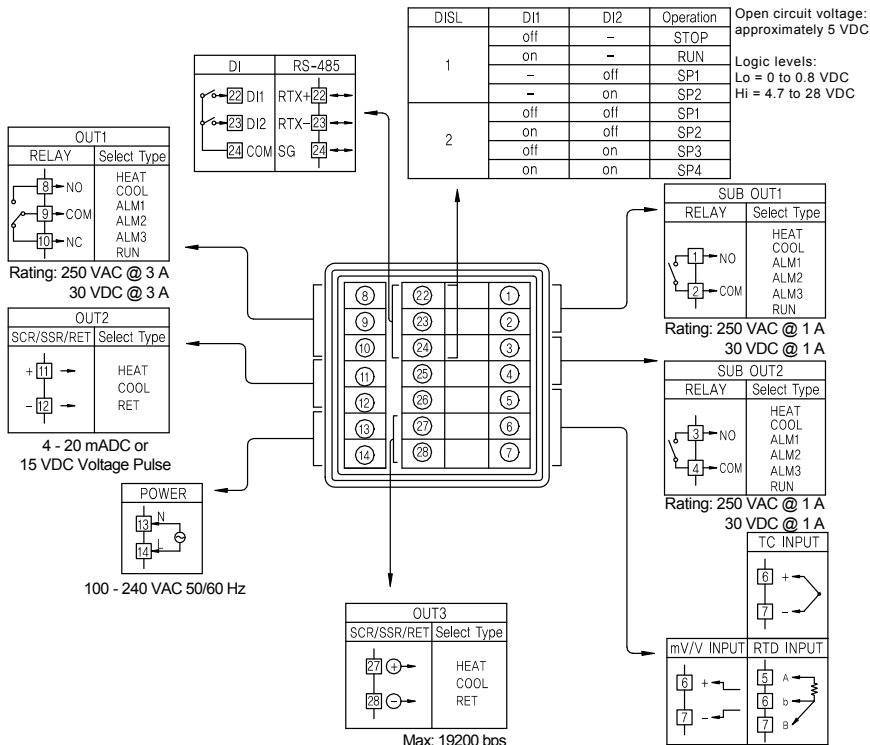 DISL DI1 DI2 Operation
1
off – STOP
on – RUN
– off SP1
– on SP2
2
off off SP1
on off SP2
off on SP3
on on SP4
Open circuit voltage:
approximately 5 VDC
Logic levels:
Lo = 0 to 0.8 VDC
Hi = 4.7 to 28 VDC
DI RS-485
22 DI1 RTX+ 22
23 DI2 RTX- 23
24 COM SG 24
OUT1
RELAY Select Type
8 NO
9 COM
10 NC
HEAT
COOL
ALM1
ALM2
ALM3
RUN
Rating: 250 VAC @ 3 A
30 VDC @ 3 A
OUT2
SCR/SSR/RET Select Type
+ 11
- 12
HEAT
COOL
RET
4 - 20 mADC or
15 VDC Voltage Pulse
POWER
13 N
14 L
100 - 240 VAC 50/60 Hz
8 22 1
9 23 2
10 24 3
11 25 4
12 26 5
13 27 6
14 28 7
SUB OUT1
RELAY Select Type
1 NO
2 COM
HEAT
COOL
ALM1
ALM2
ALM3
RUN
Rating: 250 VAC @ 1 A
30 VDC @ 1 A
SUB OUT2
RELAY Select Type
3 NO
4 COM
HEAT
COOL
ALM1
ALM2
ALM3
RUN
Rating: 250 VAC @ 1 A
30 VDC @ 1 A
TC INPUT
6 +
7 -
mV/V INPUT
6 +
7 -
RTD INPUT
5 A
6 b
7 B
OUT3
SCR/SSR/RET Select Type
27 +
28 -
HEAT
COOL
RET
Max: 19200 bps